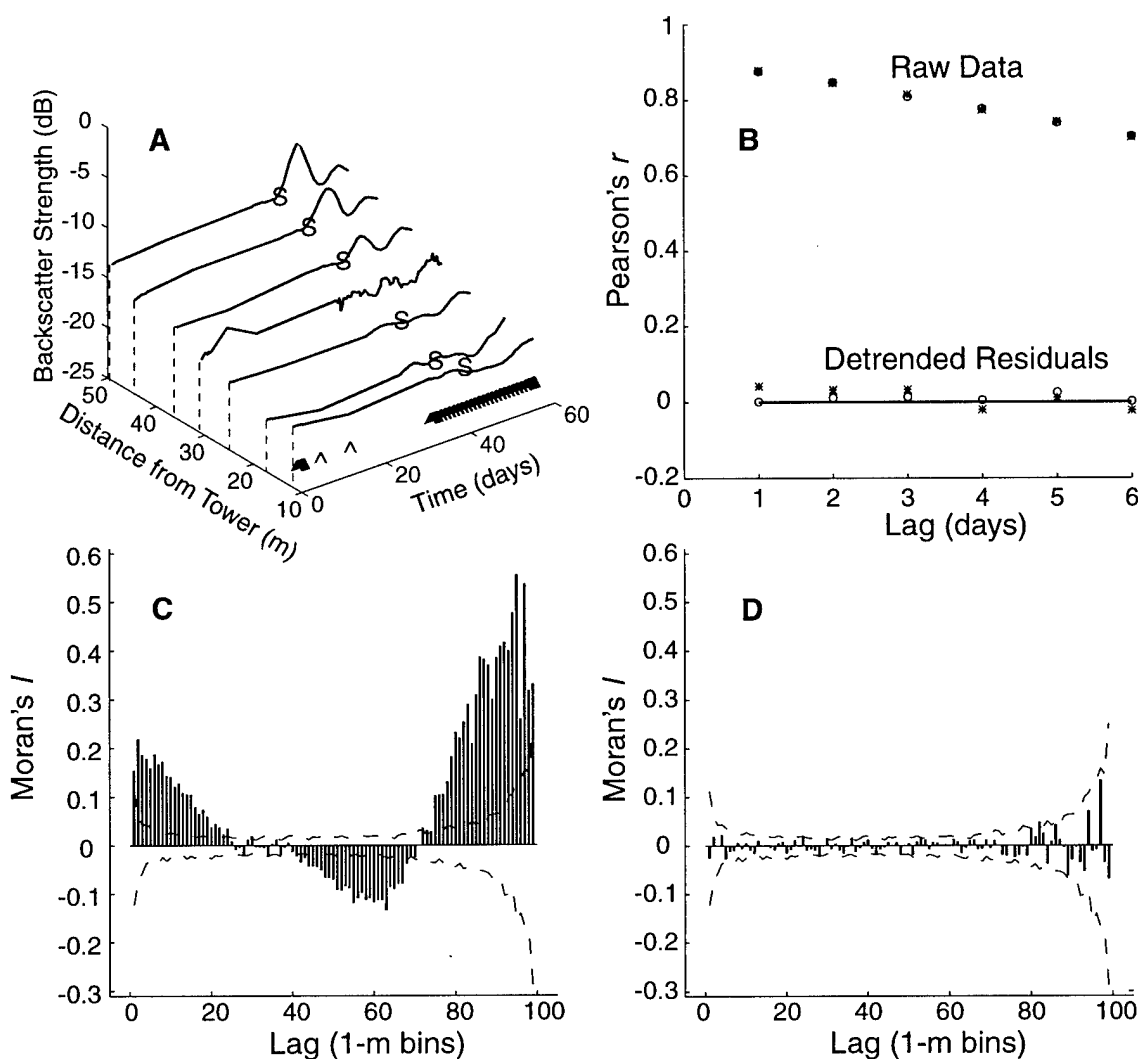 A
Backscatter Strength (dB)
0
-5
-10
-15
-20
-25
S
S
S
S
S
S
50
40
30
20
10
Distance from Tower (m)
0
20
40
60
Time (days)
^
^
B
Pearson's r
1
0.8
0.6
0.4
0.2
0
-0.2
Raw Data
Detrended Residuals
0 1 2 3 4 5 6
Lag (days)
C
Moran's I
0.6
0.5
0.4
0.3
0.2
0.1
0
-0.1
-0.2
-0.3
0 20 40 60 80 100
Lag (1-m bins)
D
Moran's I
0.6
0.5
0.4
0.3
0.2
0.1
0
-0.1
-0.2
-0.3
0 20 40 60 80 100
Lag (1-m bins)